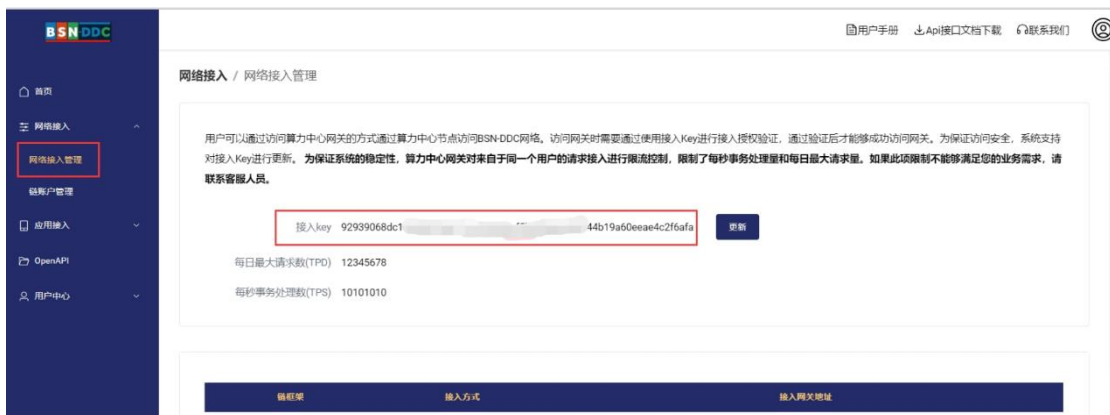 BSN-DDC
用户手册 Api接口文档下载 联系我们
首页
网络接入
网络接入管理
链账户管理
应用接入
OpenAPI
用户中心
网络接入 / 网络接入管理
用户可以通过访问算力中心网关的方式通过算力中心节点访问BSN-DDC网络。访问网关时需要通过使用接入Key进行接入授权验证，通过验证后才能够成功访问网关。为保证访问安全，系统支持
对接入Key进行更新。为保证系统的稳定性，算力中心网关对来自于同一个用户的请求接入进行限流控制，限制了每秒事务处理量和每日最大请求量。如果此项限制不能够满足您的业务需求，请
联系客服人员。
接入key 92939068dc1 44b19a60eeae4c2f6afa 更新
每日最大请求数(TPD) 12345678
每秒事务处理数(TPS) 10101010
链框架 接入方式 接入网关地址